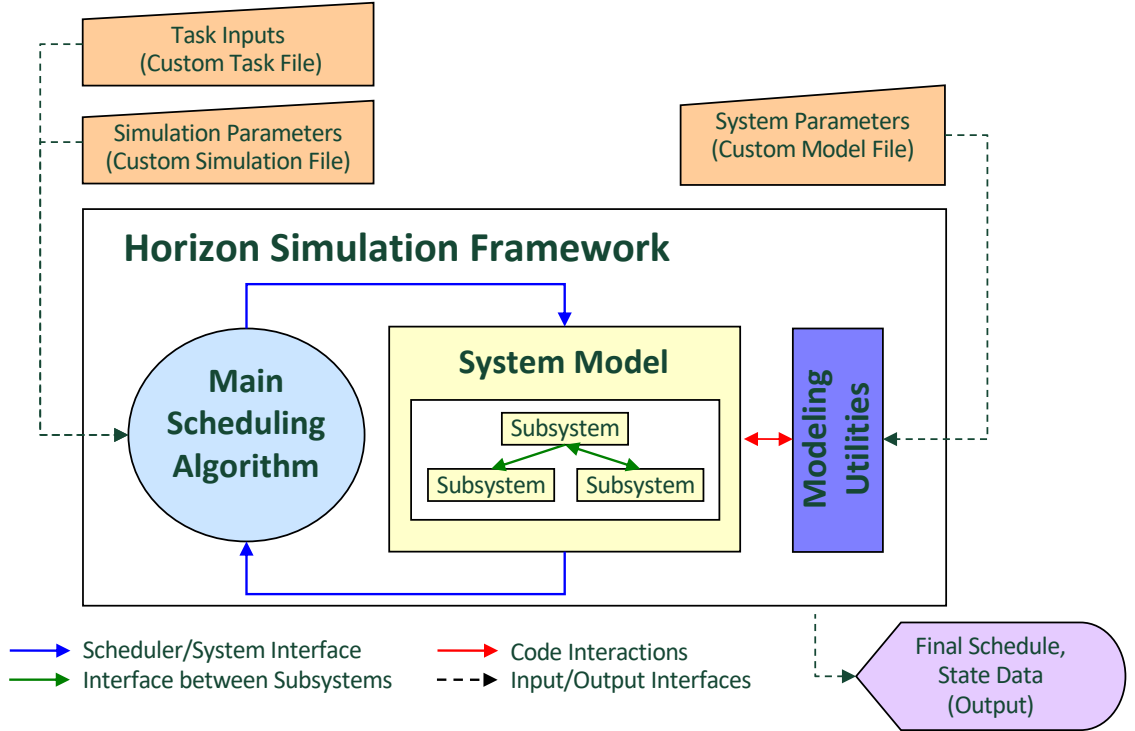 Task Inputs
(Custom Task File)
Simulation Parameters
(Custom Simulation File)
System Parameters
(Custom Model File)
Horizon Simulation Framework
Main
Scheduling
Algorithm
System Model
Subsystem
Subsystem
Subsystem
Modeling
Utilities
Scheduler/System Interface
Interface between Subsystems
Code Interactions
Input/Output Interfaces
Final Schedule,
State Data
(Output)